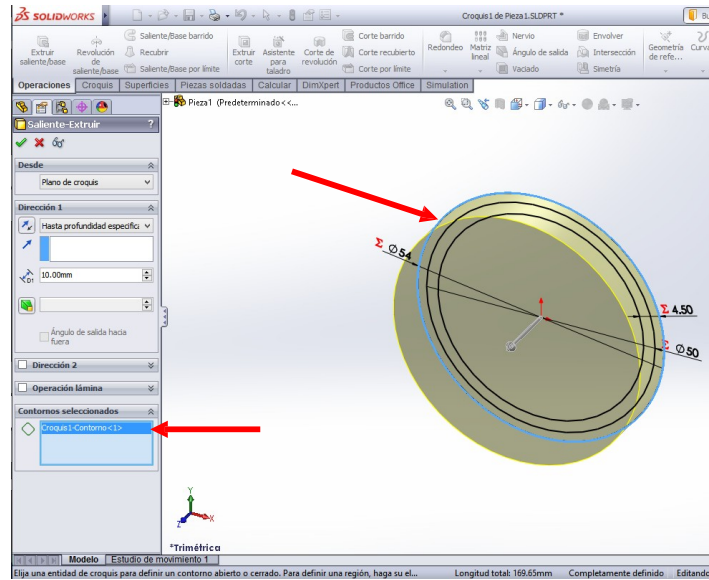 SOLIDWORKS
Croquis1 de Pieza1.SLDPRT *
Bu
Extruir saliente/base
Revolución de saliente/base
Saliente/Base barrido
Recubrir
Saliente/Base por límite
Extruir corte
Asistente para taladro
Corte de revolución
Corte barrido
Corte recubierto
Corte por límite
Redondeo
Matriz lineal
Nervio
Ángulo de salida
Vaciado
Envolver
Intersección
Simetría
Geometría de refe...
Curva
Operaciones
Croquis
Superficies
Piezas soldadas
Calcular
DimXpert
Productos Office
Simulation
Pieza1 (Predeterminado<<...
Saliente-Extruir
?
Desde
Plano de croquis
Dirección 1
Hasta profundidad específica
D1
10.00mm
Ángulo de salida hacia fuera
Dirección 2
Operación lámina
Contornos seleccionados
Croquis1-Contorno<1>
Σ ∅54
Σ 4.50
Σ ∅50
Y
X
Z
*Trimétrica
Modelo
Estudio de movimiento 1
Elija una entidad de croquis para definir un contorno abierto o cerrado. Para definir una región, haga su el...
Longitud total: 169.65mm
Completamente definido
Editando